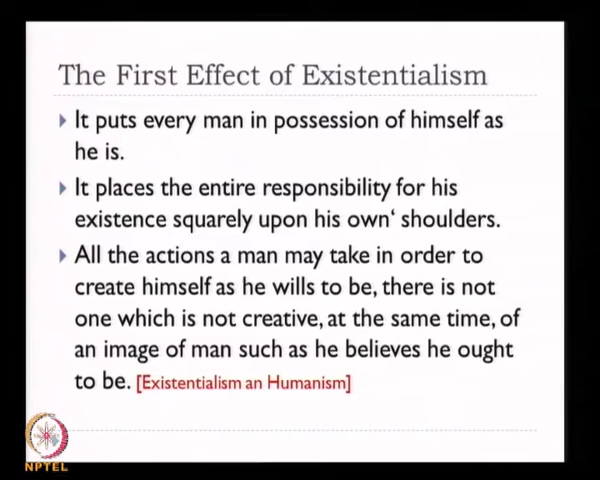 The First Effect of Existentialism
It puts every man in possession of himself as
he is.
It places the entire responsibility for his
existence squarely upon his own‘ shoulders.
All the actions a man may take in order to
create himself as he wills to be, there is not
one which is not creative, at the same time, of
an image of man such as he believes he ought
to be. [Existentialism an Humanism]
NPTEL